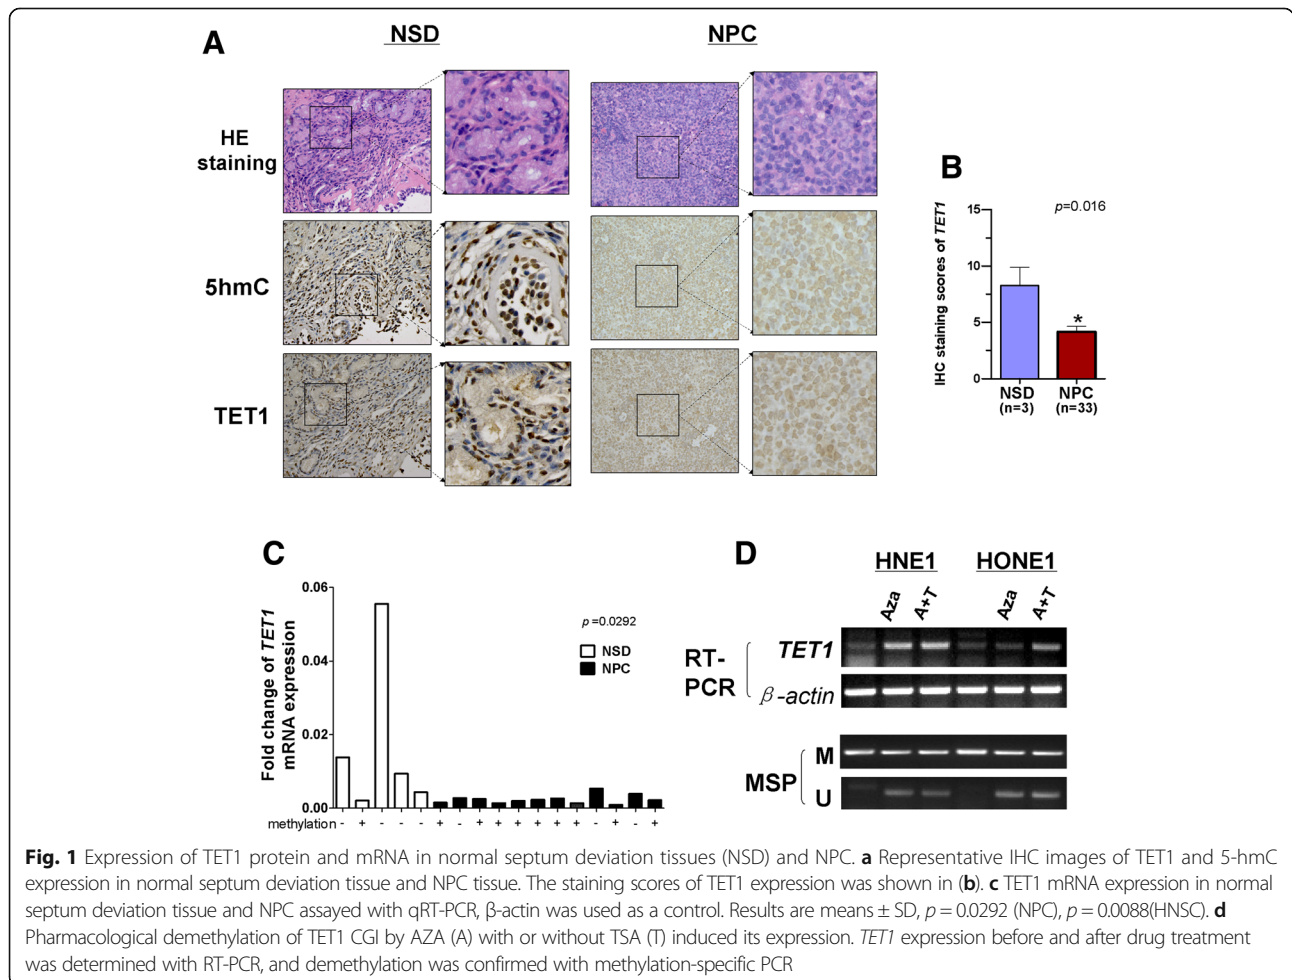 A
NSD
NPC
HE
staining
5hmC
TET1
B
p=0.016
IHC staining scores of TET1
15
10
5
0
*
NSD
(n=3)
NPC
(n=33)
C
Fold change of TET1
mRNA expression
0.06
0.04
0.02
0.00
p=0.0292
NSD
NPC
methylation
- + - - - + - + + + + + + - + - +
D
HNE1
HONE1
Aza A+T Aza A+T
RT-
PCR
TET1
β-actin
MSP
M
U
Fig. 1 Expression of TET1 protein and mRNA in normal septum deviation tissues (NSD) and NPC. a Representative IHC images of TET1 and 5-hmC
expression in normal septum deviation tissue and NPC tissue. The staining scores of TET1 expression was shown in (b). c TET1 mRNA expression in normal
septum deviation tissue and NPC assayed with qRT-PCR, β-actin was used as a control. Results are means ± SD, p = 0.0292 (NPC), p = 0.0088(HNSC). d
Pharmacological demethylation of TET1 CGI by AZA (A) with or without TSA (T) induced its expression. TET1 expression before and after drug treatment
was determined with RT-PCR, and demethylation was confirmed with methylation-specific PCR